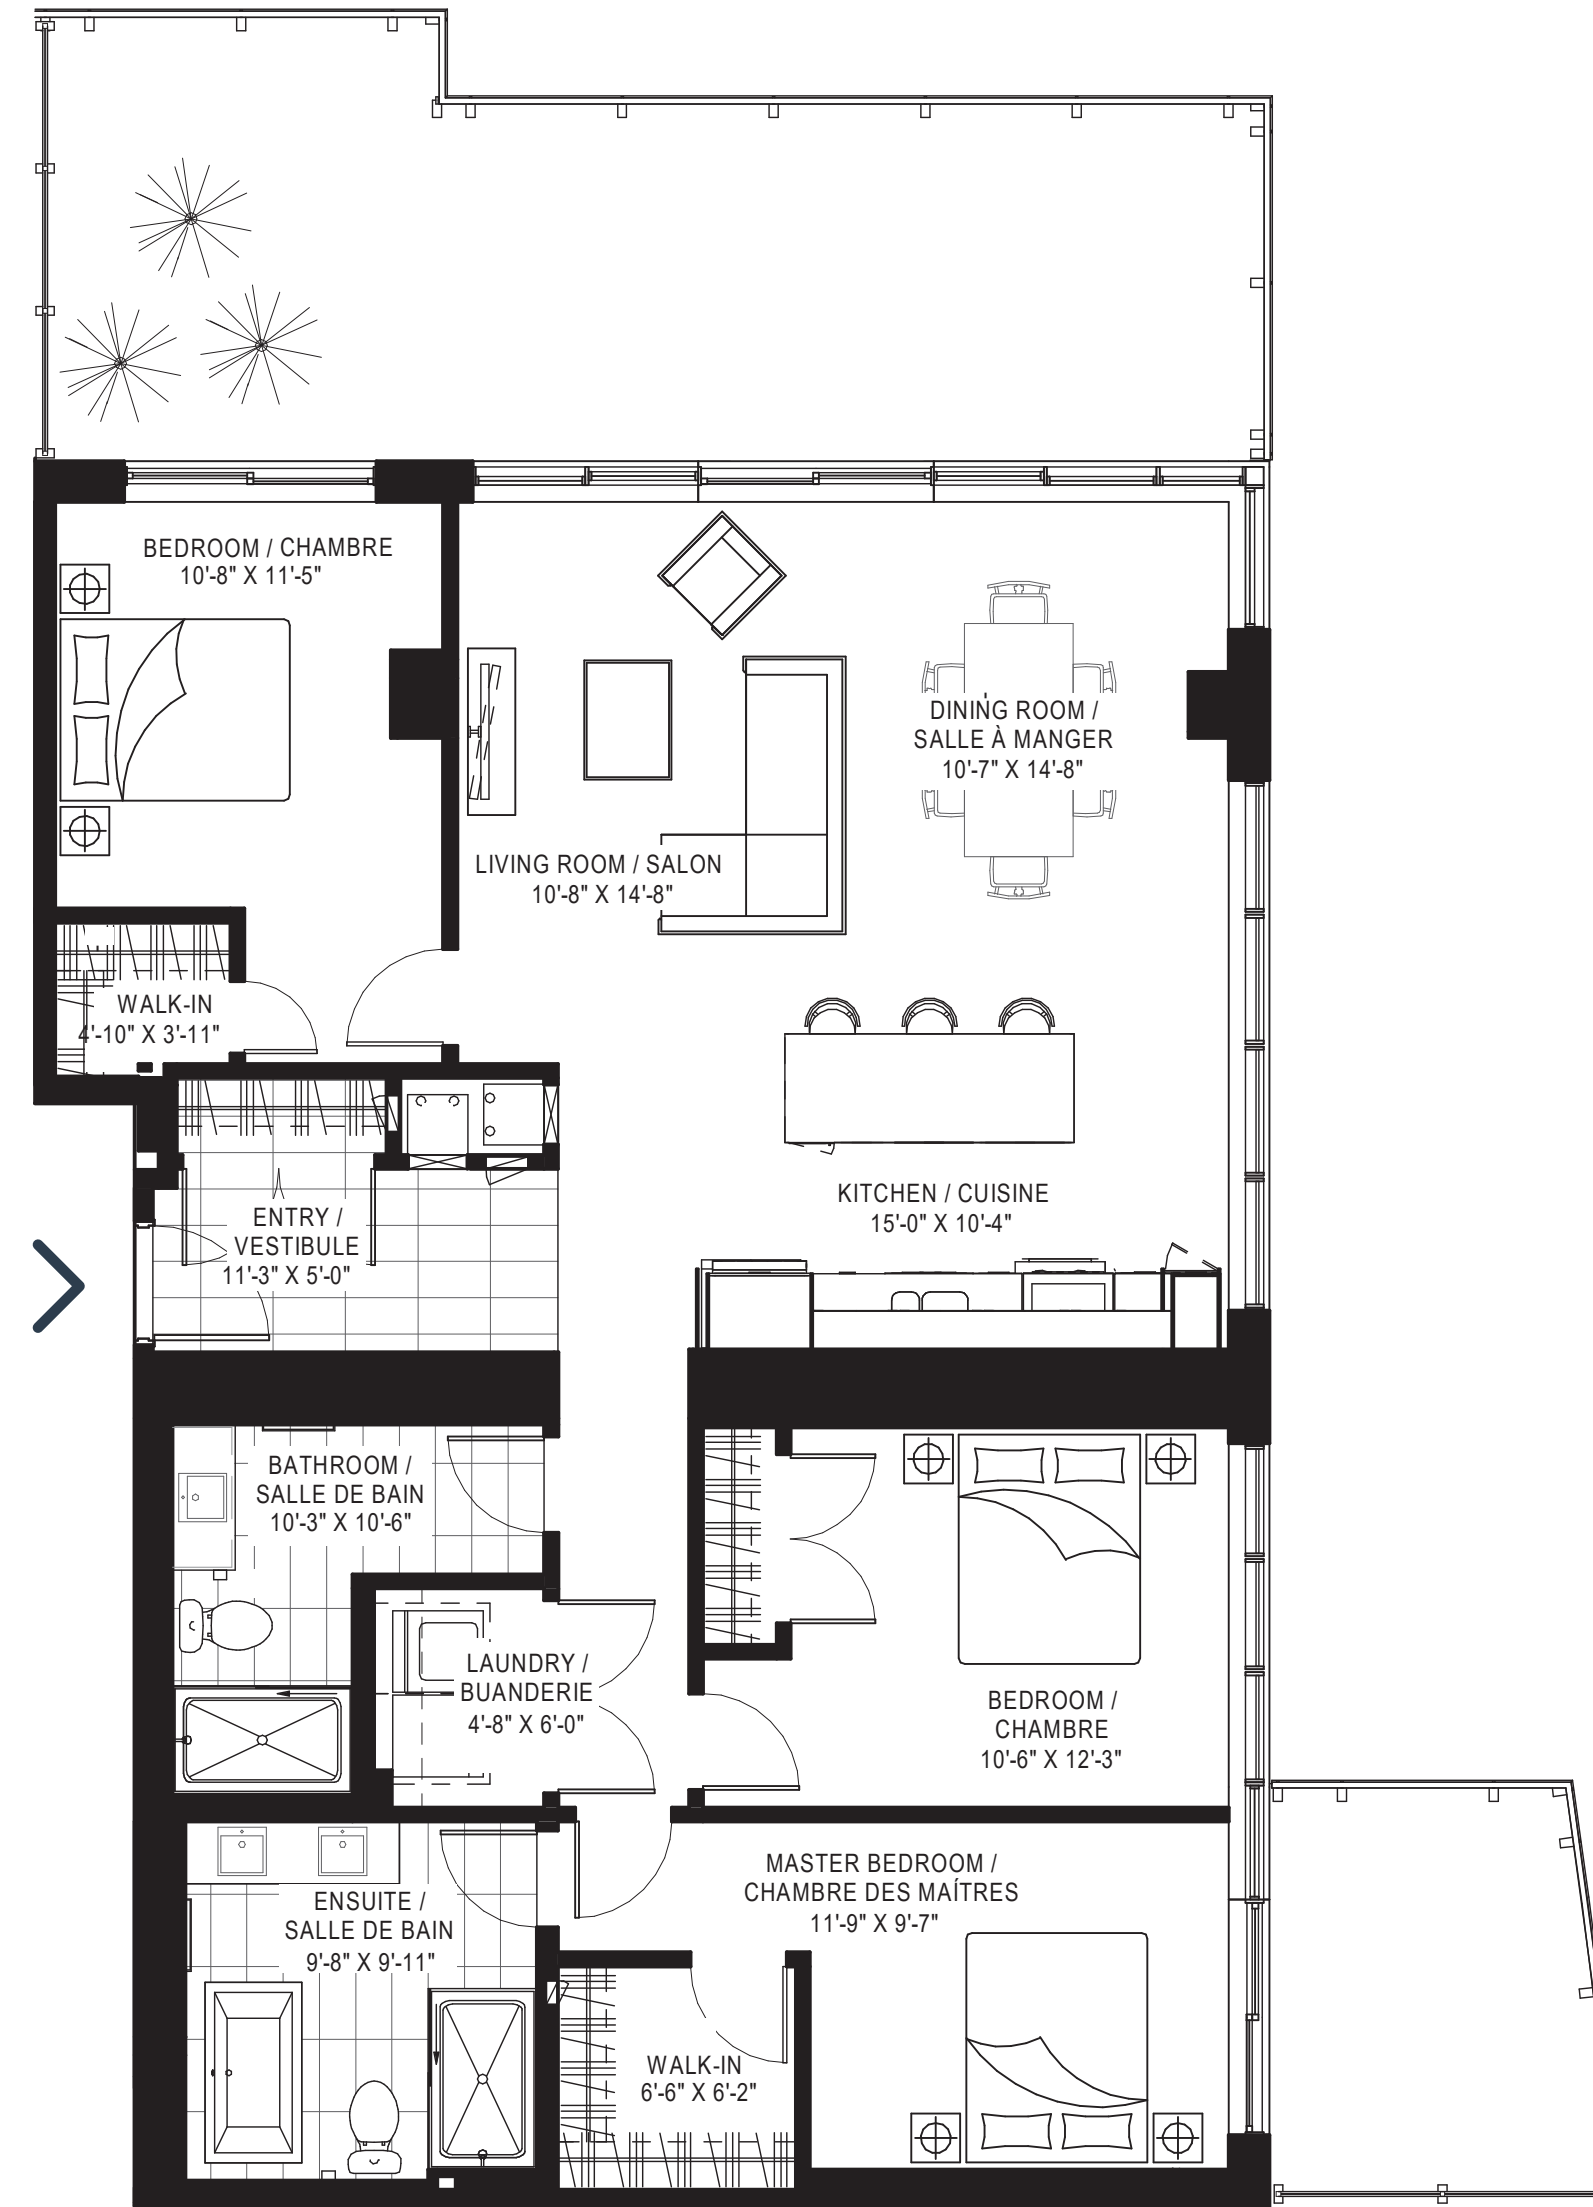 BEDROOM / CHAMBRE
10'-8" X 11'-5"
DINING ROOM /
SALLE À MANGER
10'-7" X 14'-8"
LIVING ROOM / SALON
10'-8" X 14'-8"
WALK-IN
4'-10" X 3'-11"
KITCHEN / CUISINE
15'-0" X 10'-4"
ENTRY /
VESTIBULE
11'-3" X 5'-0"
BATHROOM /
SALLE DE BAIN
10'-3" X 10'-6"
LAUNDRY /
BUANDERIE
4'-8" X 6'-0"
BEDROOM /
CHAMBRE
10'-6" X 12'-3"
MASTER BEDROOM /
CHAMBRE DES MAÍTRES
11'-9" X 9'-7"
ENSUITE /
SALLE DE BAIN
9'-8" X 9'-11"
WALK-IN
6'-6" X 6'-2"